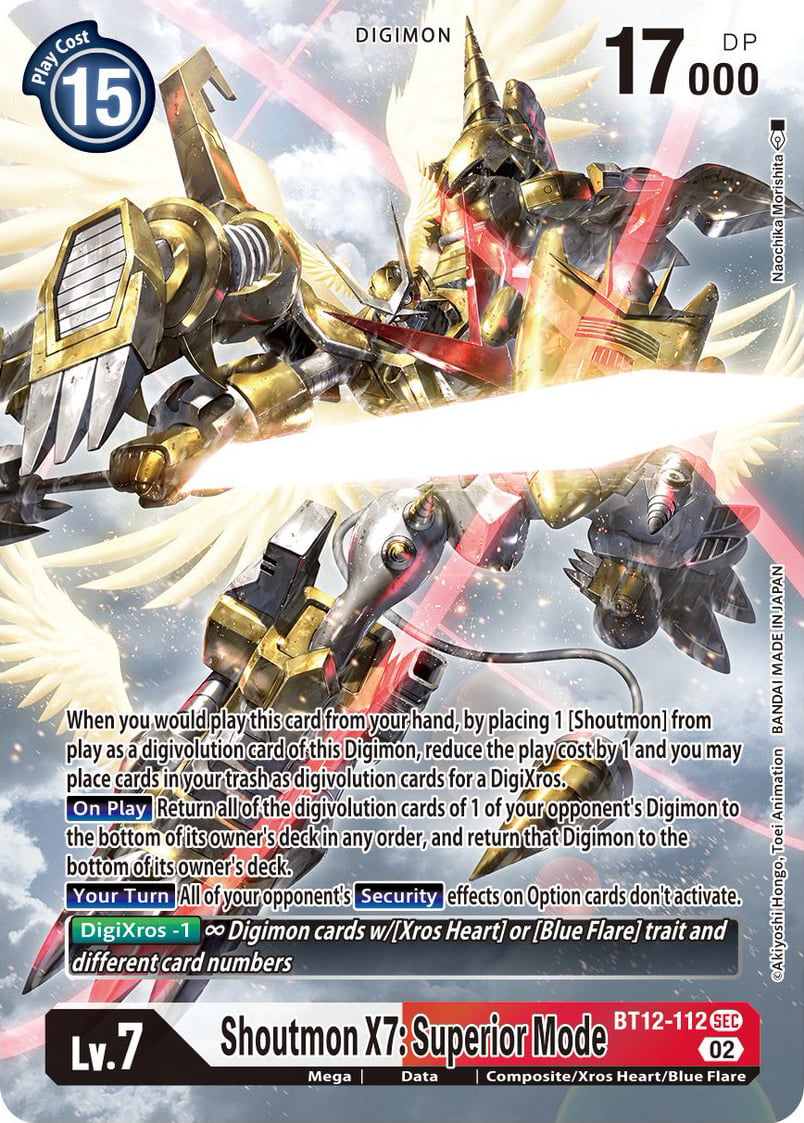 Play Cost
15
DIGIMON
17000
DP
Naochika Morishita
When you would play this card from your hand, by placing 1 [Shoutmon] from
play as a digivolution card of this Digimon, reduce the play cost by 1 and you may
place cards in your trash as digivolution cards for a DigiXros.
On Play Return all of the digivolution cards of 1 of your opponent's Digimon to
the bottom of its owner's deck in any order, and return that Digimon to the
bottom of its owner's deck.
Your Turn All of your opponent's Security effects on Option cards don't activate.
DigiXros -1 ∞ Digimon cards w/[Xros Heart] or [Blue Flare] trait and
different card numbers
©Akiyoshi Hongo, Toei Animation BANDAI MADE IN JAPAN
Lv.7
Shoutmon X7: Superior Mode
BT12-112 SEC
02
Mega | Data | Composite/Xros Heart/Blue Flare